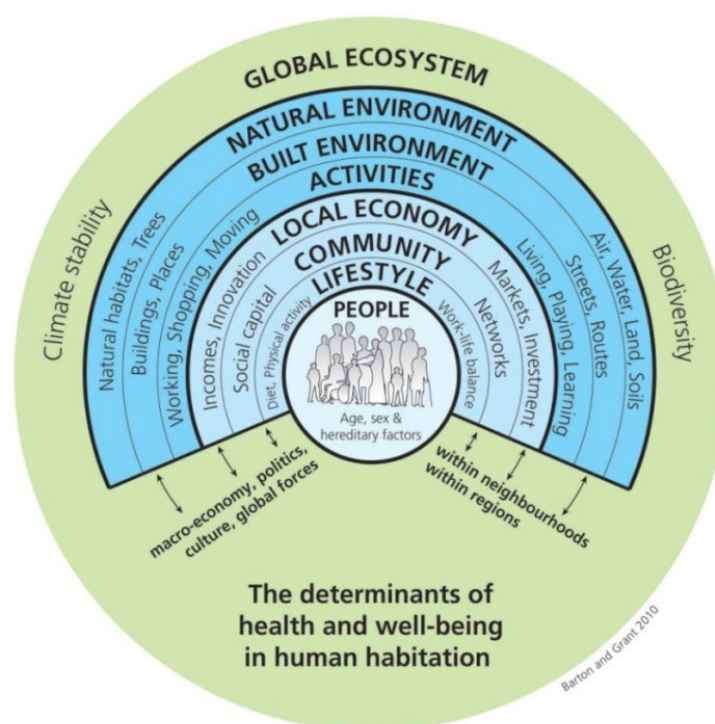 GLOBAL ECOSYSTEM
NATURAL ENVIRONMENT
BUILT ENVIRONMENT
ACTIVITIES
LOCAL ECONOMY
COMMUNITY
LIFESTYLE
PEOPLE
Age, sex &
hereditary factors
Climate stability
Natural habitats, Trees
Buildings, Places
Working, Shopping, Moving
Incomes, Innovation
Social capital
Diet, Physical activity
Work-life balance
Networks
Markets, Investment
Living, Playing, Learning
Streets, Routes
Air, Water, Land, Soils
Biodiversity
macro-economy, politics,
culture, global forces
within neighbourhoods
within regions
The determinants of
health and well-being
in human habitation
Barton and Grant 2010